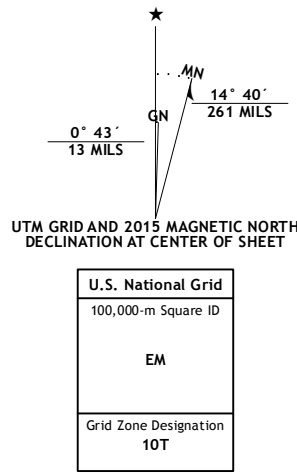 ★
MN
GN
14° 40´
261 MILS
0° 43´
13 MILS
UTM GRID AND 2015 MAGNETIC NORTH
DECLINATION AT CENTER OF SHEET
U.S. National Grid
100,000-m Square ID
EM
Grid Zone Designation
10T